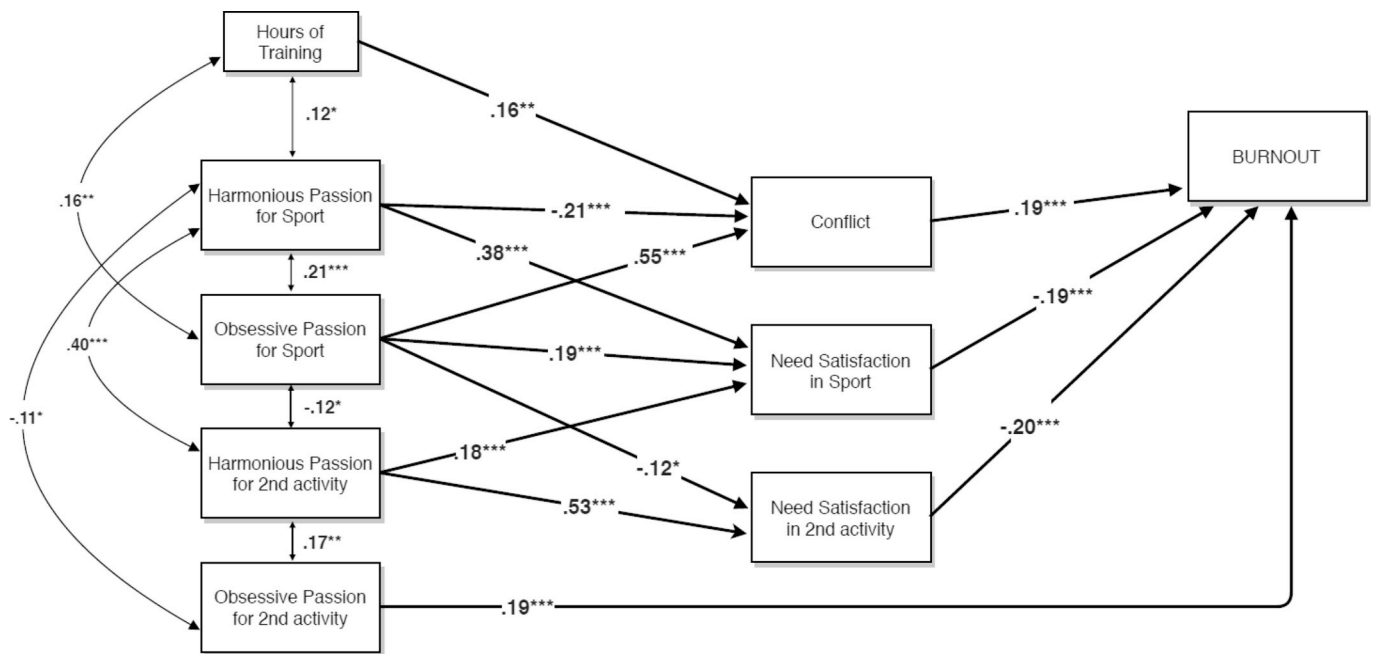 Hours of
Training
.12*
.16**
Harmonious Passion
for Sport
.16**
-.21***
.38***
.55***
Conflict
.19***
BURNOUT
.21***
Obsessive Passion
for Sport
.40***
.19***
Need Satisfaction
in Sport
-.19***
-.11*
-.12*
Harmonious Passion
for 2nd activity
.18***
-.12*
.53***
Need Satisfaction
in 2nd activity
-.20***
.17**
Obsessive Passion
for 2nd activity
.19***